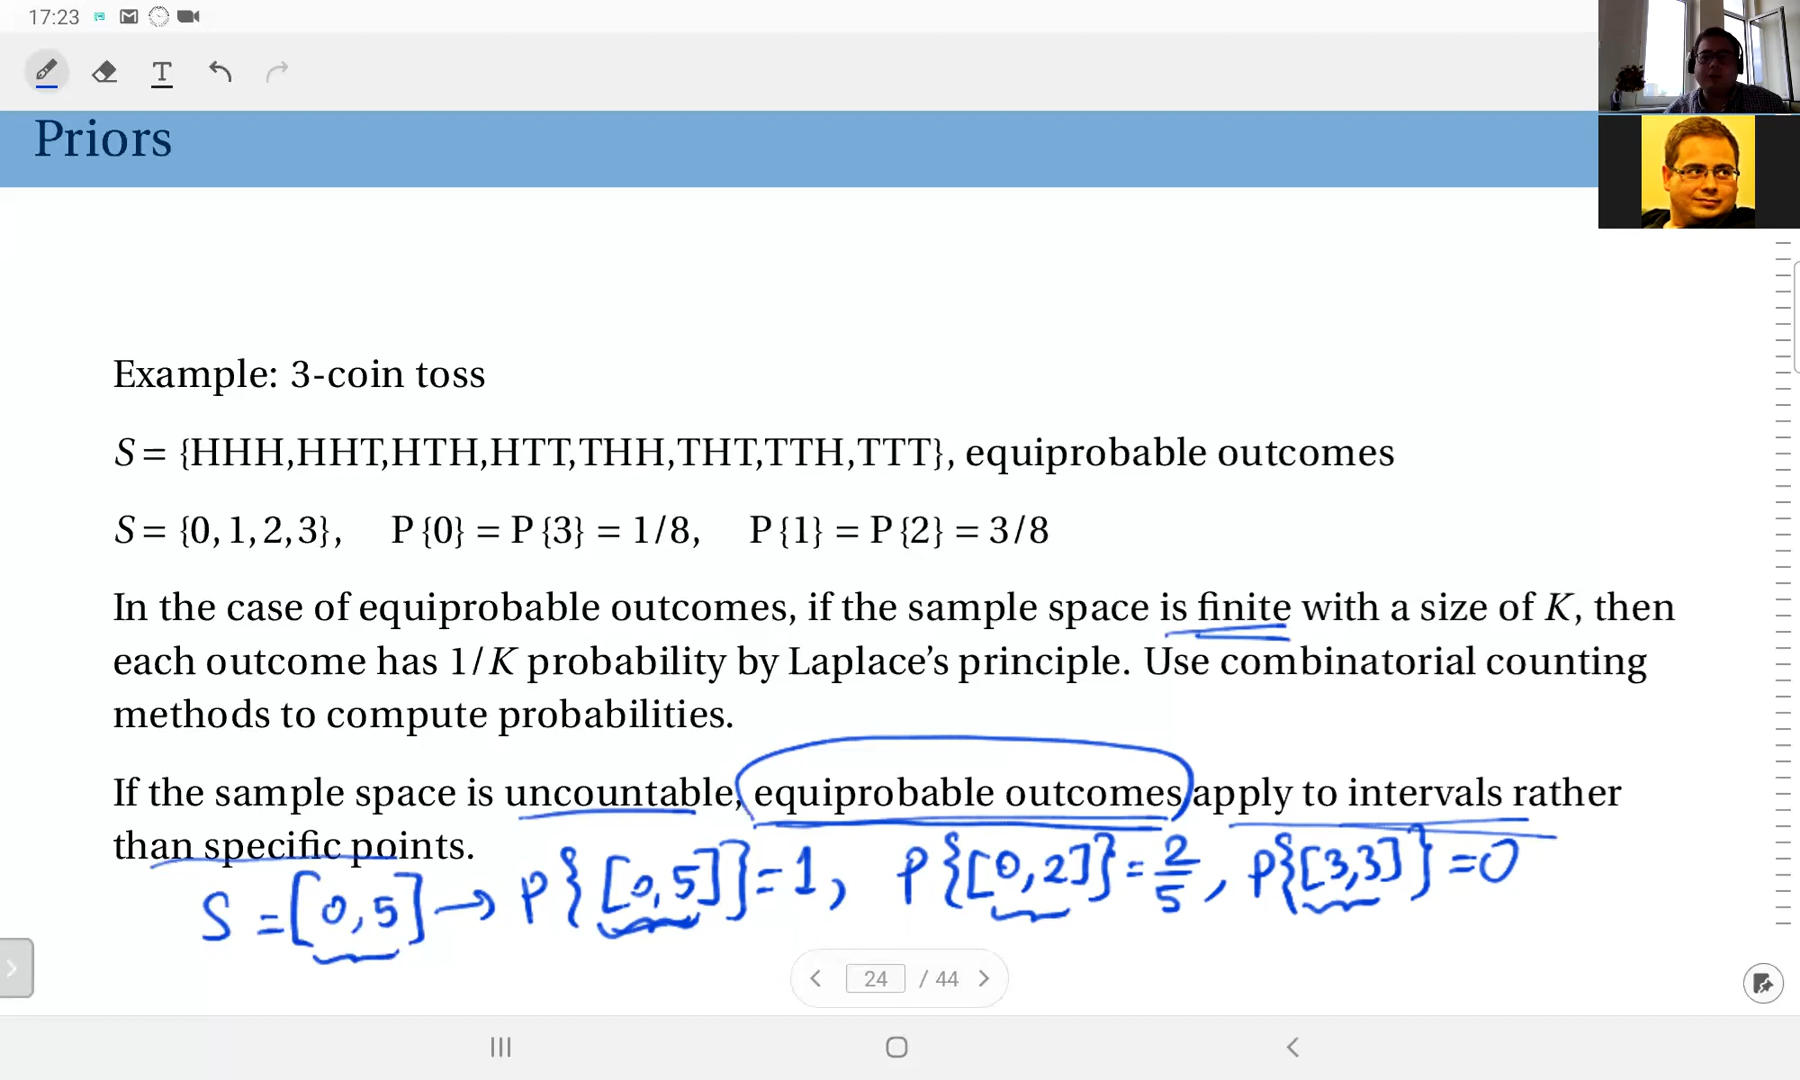 17:23
T
Priors
Example: 3-coin toss
S = {HHH,HHT,HTH,HTT,THH,THT,TTH,TTT}, equiprobable outcomes
S = {0, 1, 2, 3}, P {0} = P {3} = 1/8, P {1} = P {2} = 3/8
In the case of equiprobable outcomes, if the sample space is finite with a size of K, then
each outcome has 1/K probability by Laplace's principle. Use combinatorial counting
methods to compute probabilities.
If the sample space is uncountable, equiprobable outcomes apply to intervals rather
than specific points.
S = [0,5] → P{[0,5]} = 1, P{[0,2]} = 2/5, P{[3,3]} = 0
24 / 44